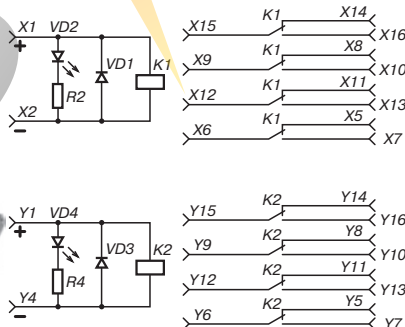 X1 VD2
+
VD1 K1
R2
X2
−
X15 K1 X14
X16
X9 K1 X8
X10
X12 K1 X11
X13
X6 K1 X5
X7
Y1 VD4
+
VD3 K2
R4
Y4
−
Y15 K2 Y14
Y16
Y9 K2 Y8
Y10
Y12 K2 Y11
Y13
Y6 K2 Y5
Y7